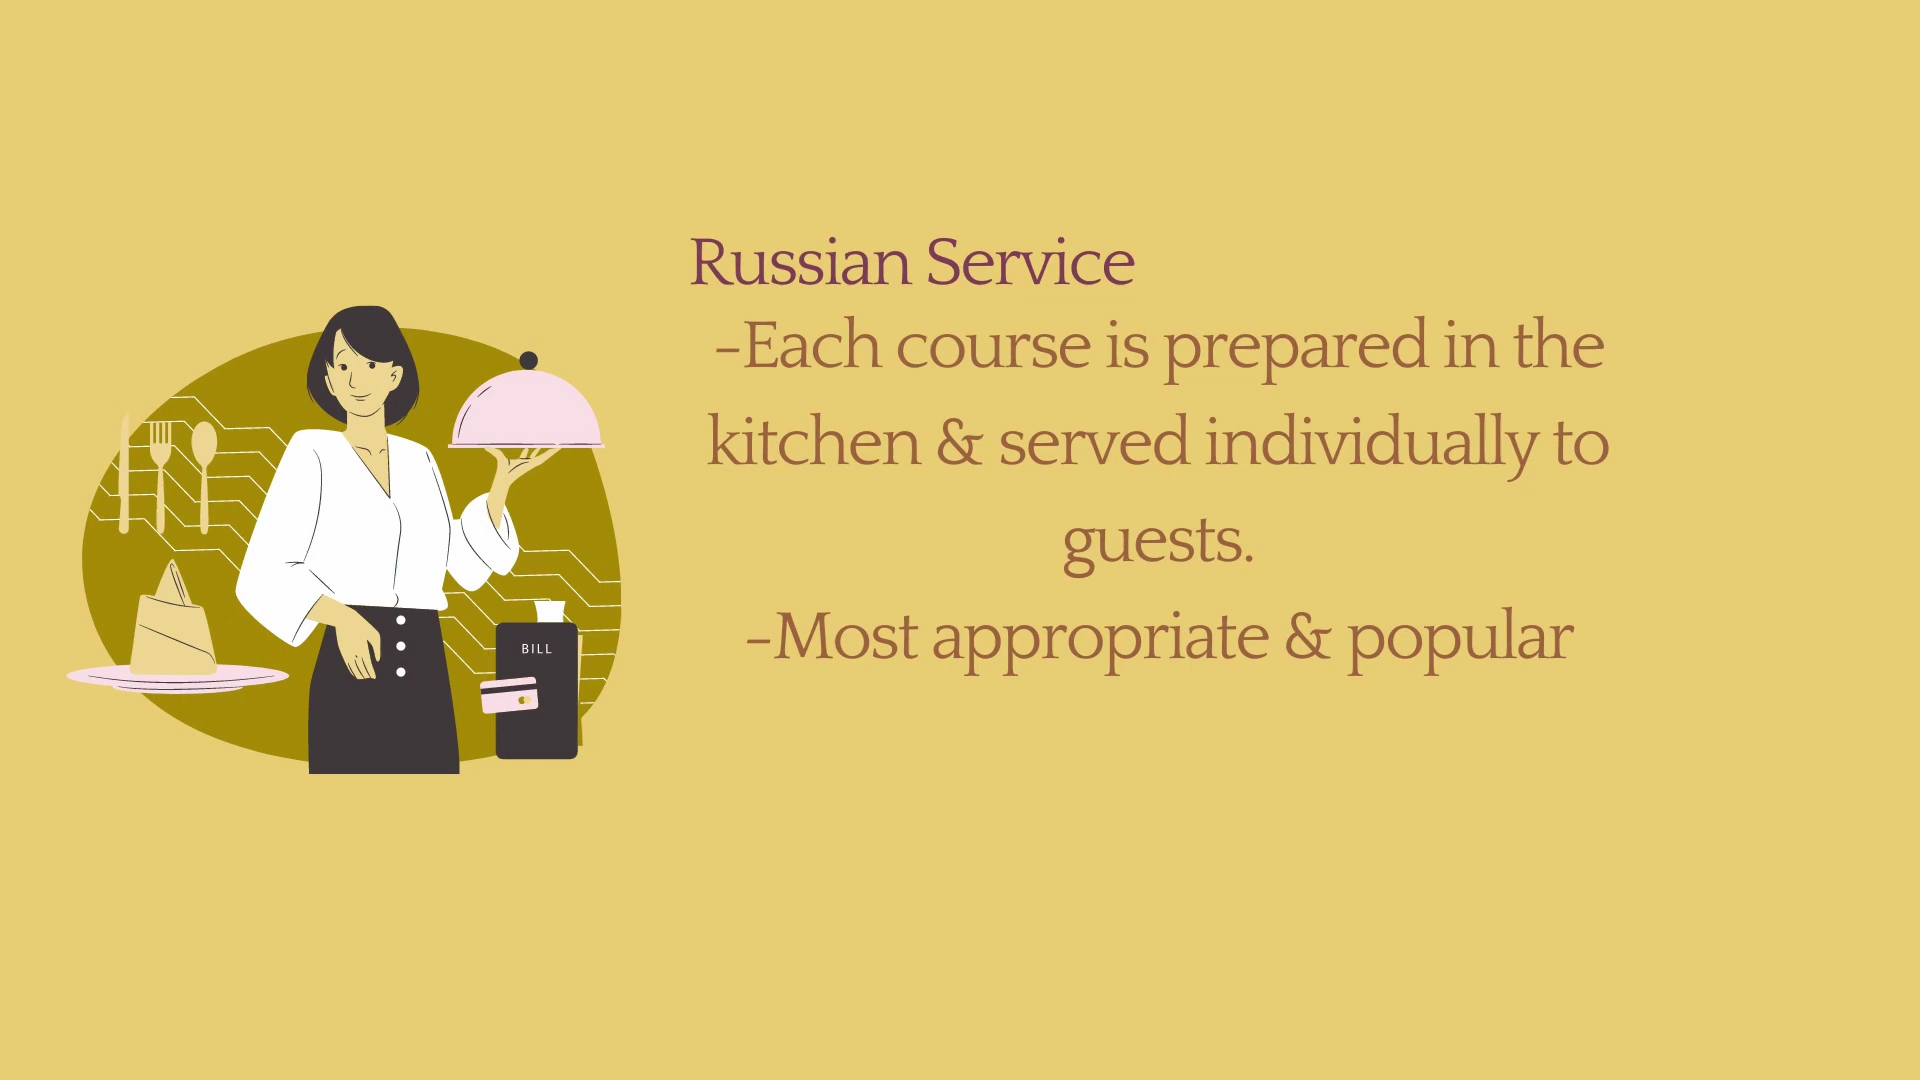 Russian Service
-Each course is prepared in the
kitchen & served individually to
guests.
-Most appropriate & popular
BILL